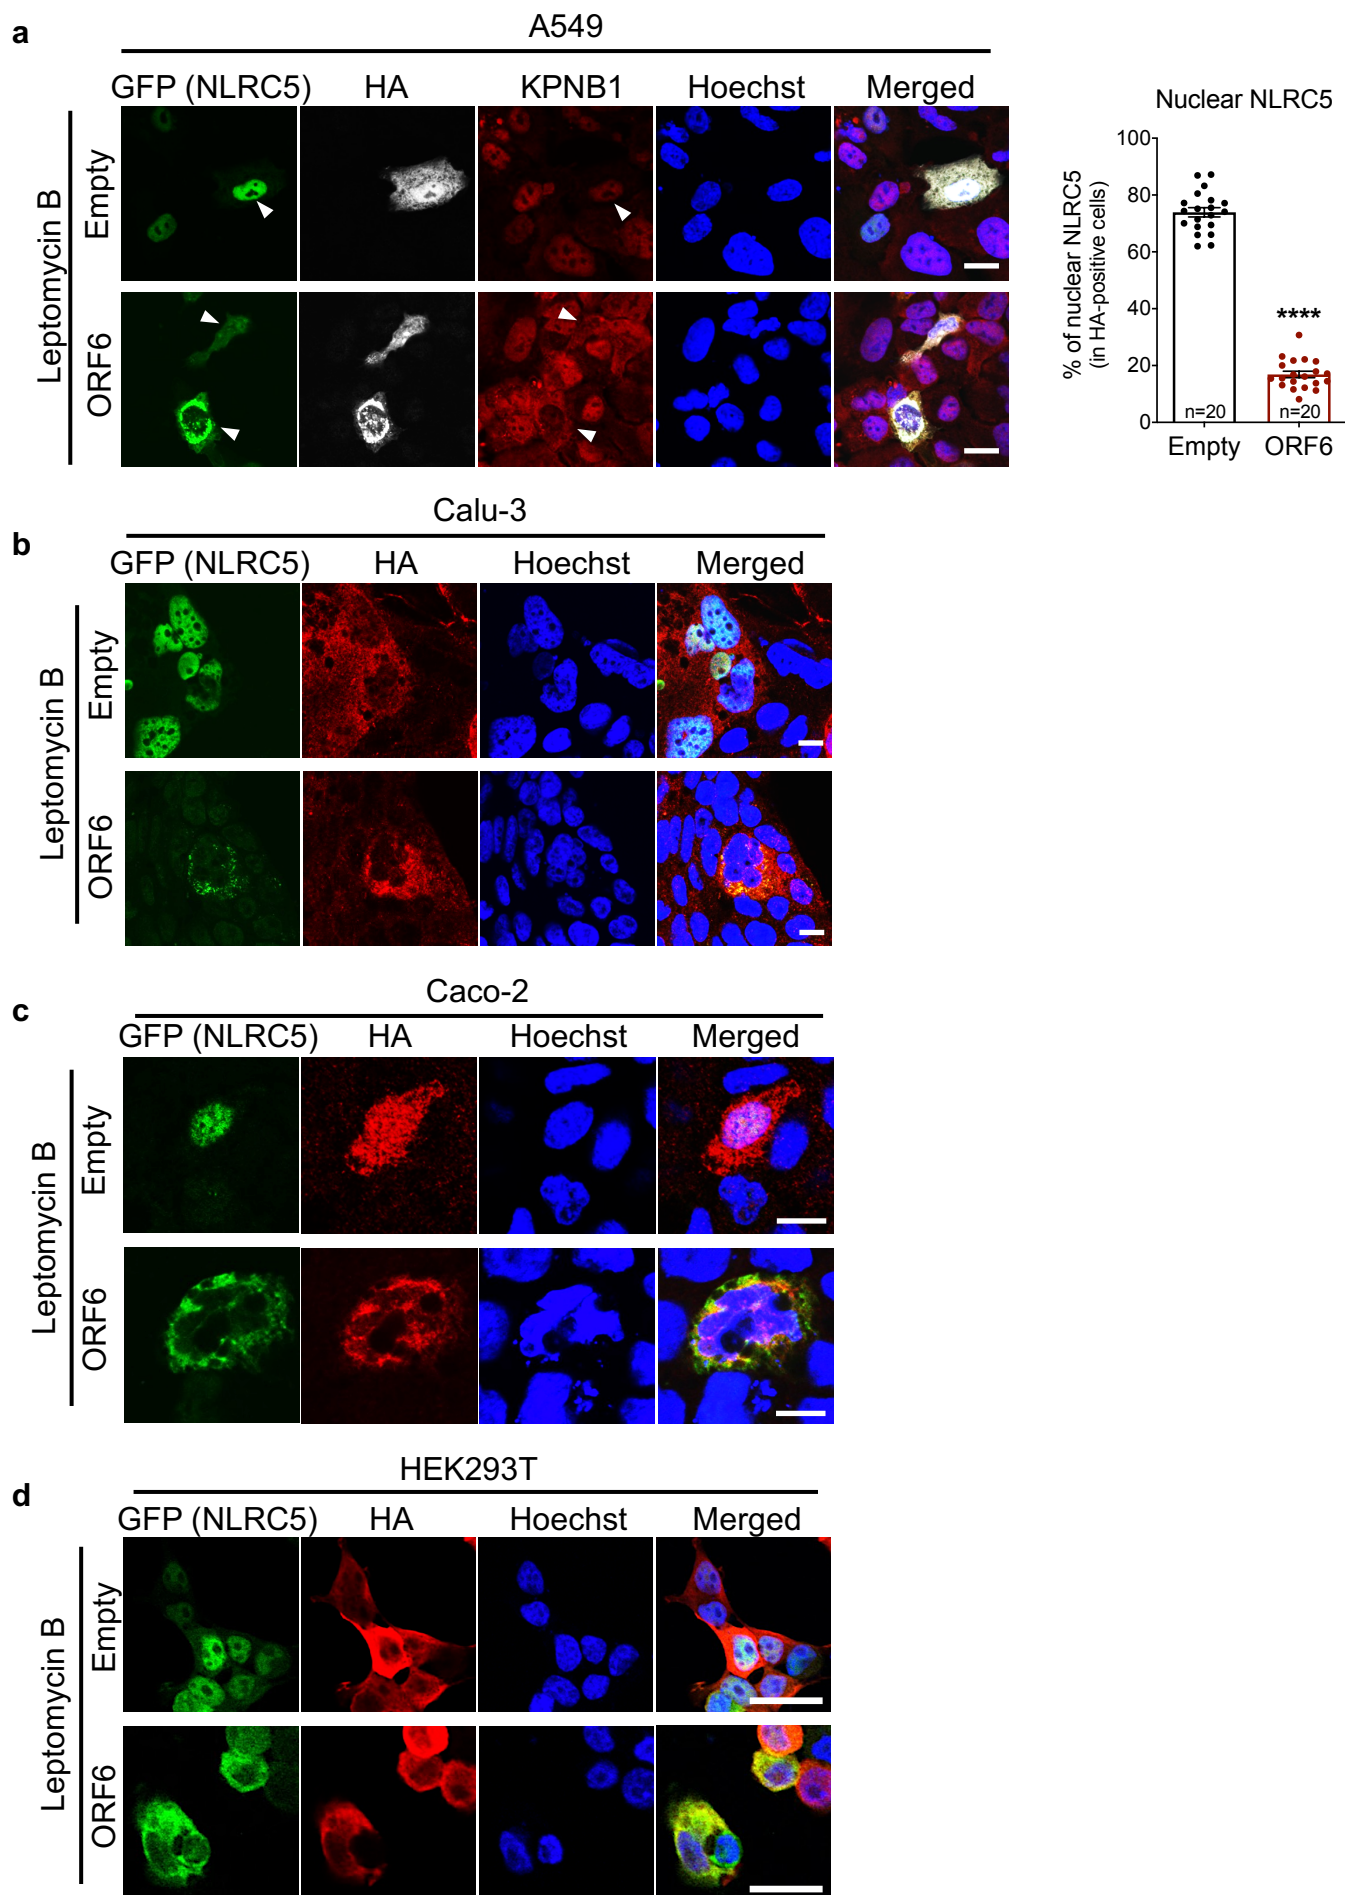 a
A549
GFP (NLRC5) HA KPNB1 Hoechst Merged
Leptomycin B
Empty
ORF6
Nuclear NLRC5
% of nuclear NLRC5
(in HA-positive cells)
100
80
60
40
20
0
****
n=20 n=20
Empty ORF6
b
Calu-3
GFP (NLRC5) HA Hoechst Merged
Leptomycin B
Empty
ORF6
c
Caco-2
GFP (NLRC5) HA Hoechst Merged
Leptomycin B
Empty
ORF6
d
HEK293T
GFP (NLRC5) HA Hoechst Merged
Leptomycin B
Empty
ORF6